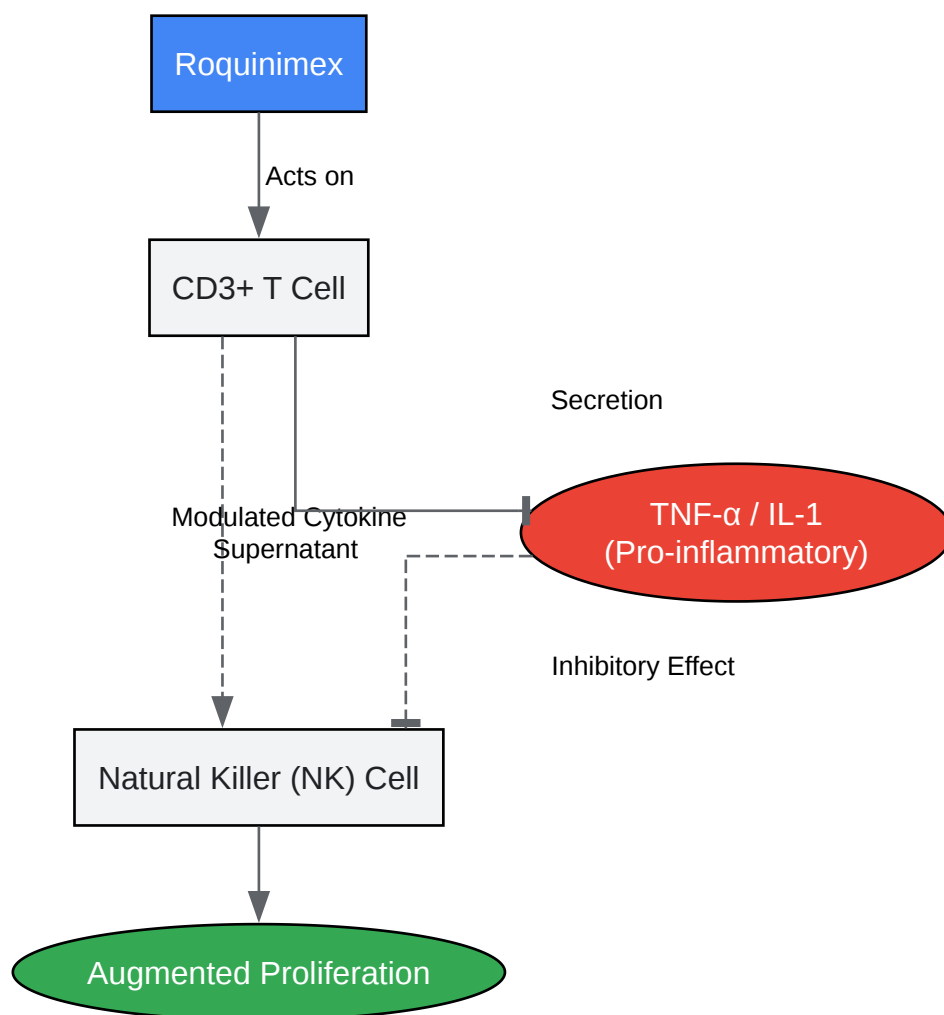 Roquinimex
Acts on
CD3+ T Cell
Secretion
Modulated Cytokine
Supernatant
TNF-α / IL-1
(Pro-inflammatory)
Inhibitory Effect
Natural Killer (NK) Cell
Augmented Proliferation